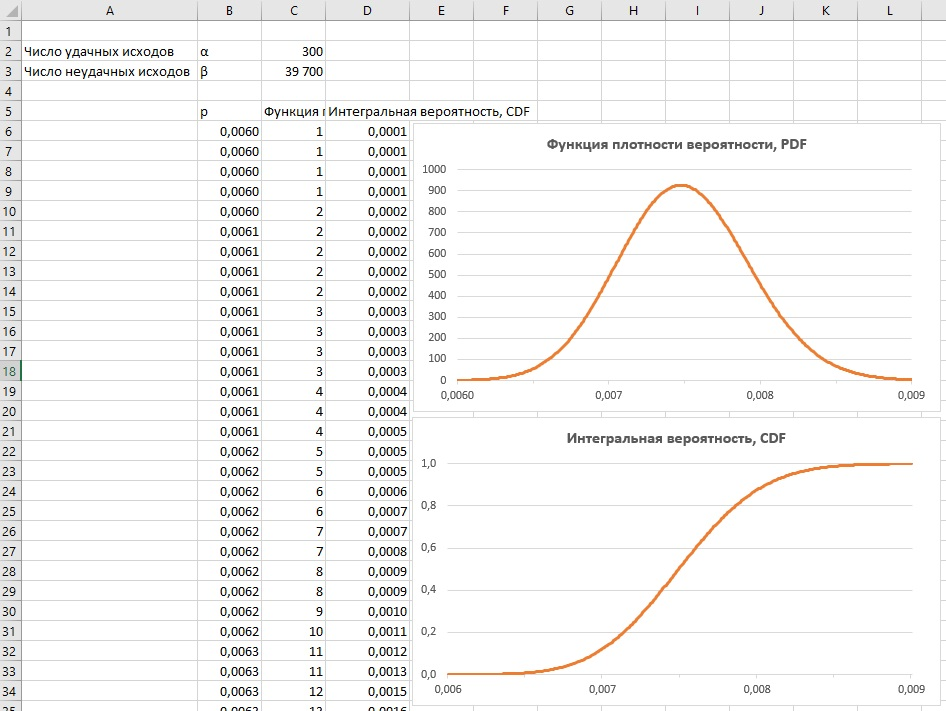 A B C D E F G H I J K L
1
2 Число удачных исходов α 300
3 Число неудачных исходов β 39 700
4
5 p Функция г Интегральная вероятность, CDF
6 0,0060 1 0,0001
7 0,0060 1 0,0001
8 0,0060 1 0,0001
9 0,0060 1 0,0001
10 0,0060 2 0,0002
11 0,0061 2 0,0002
12 0,0061 2 0,0002
13 0,0061 2 0,0002
14 0,0061 2 0,0002
15 0,0061 3 0,0003
16 0,0061 3 0,0003
17 0,0061 3 0,0003
18 0,0061 3 0,0003
19 0,0061 4 0,0004
20 0,0061 4 0,0004
21 0,0061 4 0,0005
22 0,0062 5 0,0005
23 0,0062 5 0,0005
24 0,0062 6 0,0006
25 0,0062 6 0,0007
26 0,0062 7 0,0007
27 0,0062 7 0,0008
28 0,0062 8 0,0009
29 0,0062 8 0,0009
30 0,0062 9 0,0010
31 0,0062 10 0,0011
32 0,0063 11 0,0012
33 0,0063 11 0,0013
34 0,0063 12 0,0015
35 0,0063 13 0,0016
Функция плотности вероятности, PDF
1000
900
800
700
600
500
400
300
200
100
0
0,0060 0,007 0,008 0,009
Интегральная вероятность, CDF
1,0
0,8
0,6
0,4
0,2
0,0
0,006 0,007 0,008 0,009